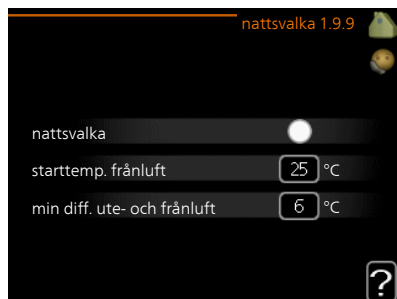 nattsvalka 1.9.9
nattsvalka
starttemp. frånluft 25 °C
min diff. ute- och frånluft 6 °C
?